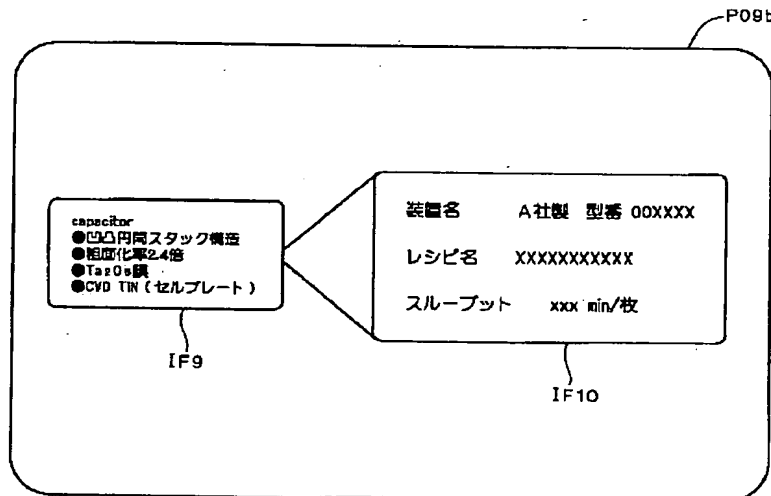 P09b
capacitor
●凹凸円筒スタック構造
●粗面化率2.4倍
●Ta2O5膜
●CVD TIN（セルプレート）
IF9
装置名 A社製 型番 00XXXX
レシピ名 XXXXXXXXXXX
スループット xxx min/枚
IF10